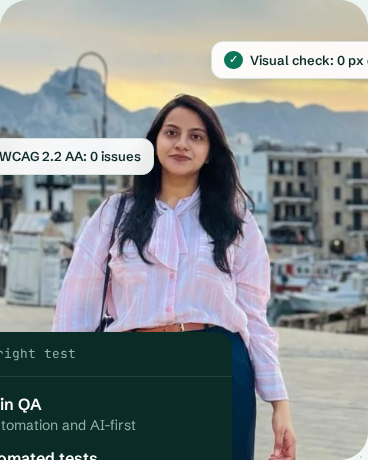 ✓ Visual check: 0 px
WCAG 2.2 AA: 0 issues
right test
in QA
tomation and AI-first
omated tests